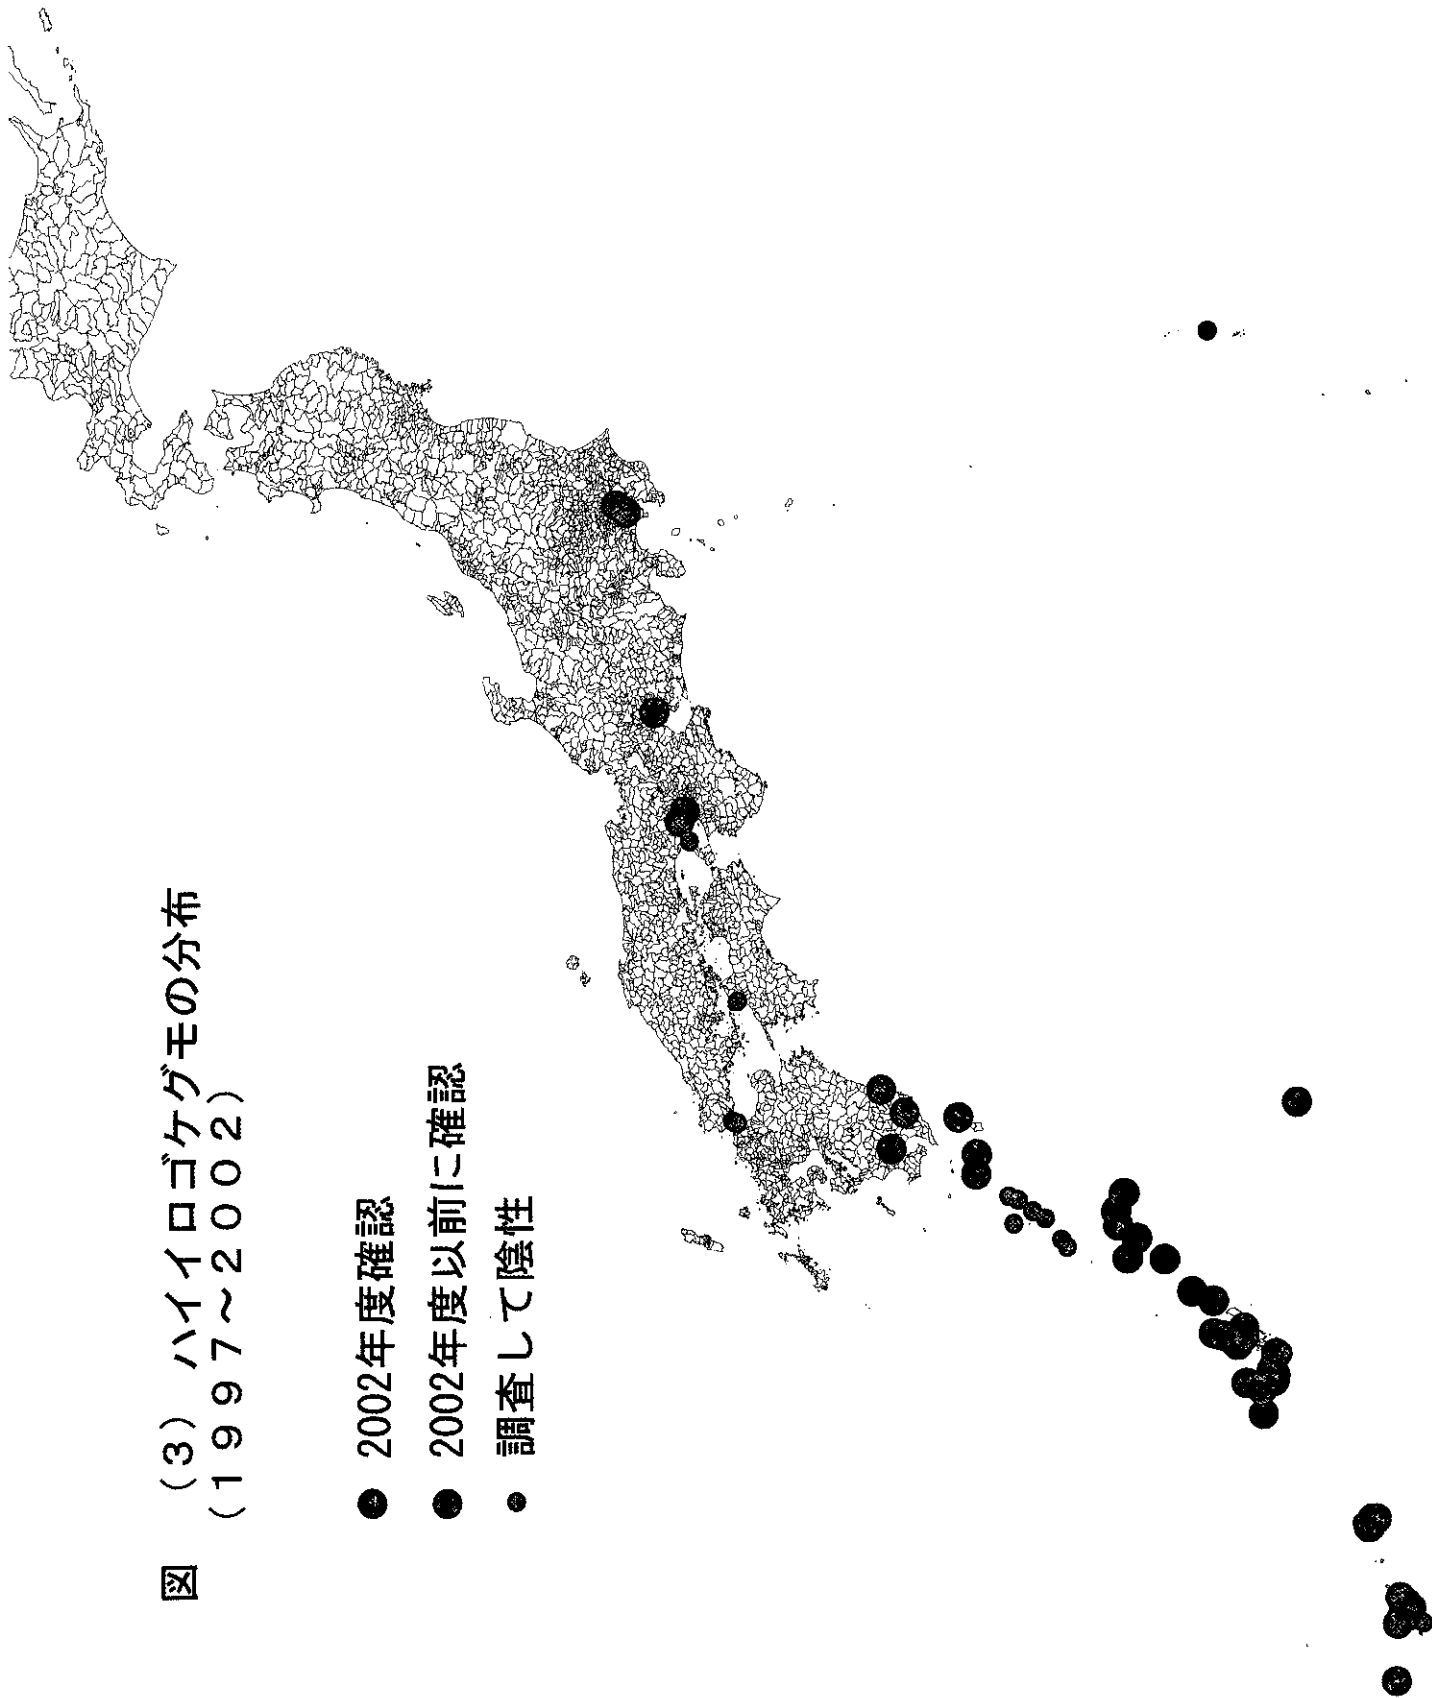 図　（３）ハイイロゴケグモの分布
（１９９７～２００２）
2002年度確認
2002年度以前に確認
調査して陰性